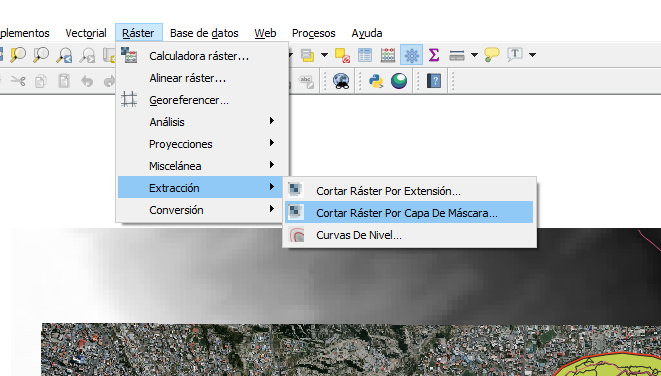 plementos Vectorial Ráster Base de datos Web Procesos Ayuda
Calculadora ráster...
Alinear ráster...
Georeferencer...
Análisis
Proyecciones
Miscelánea
Extracción
Conversión
Cortar Ráster Por Extensión...
Cortar Ráster Por Capa De Máscara...
Curvas De Nivel...